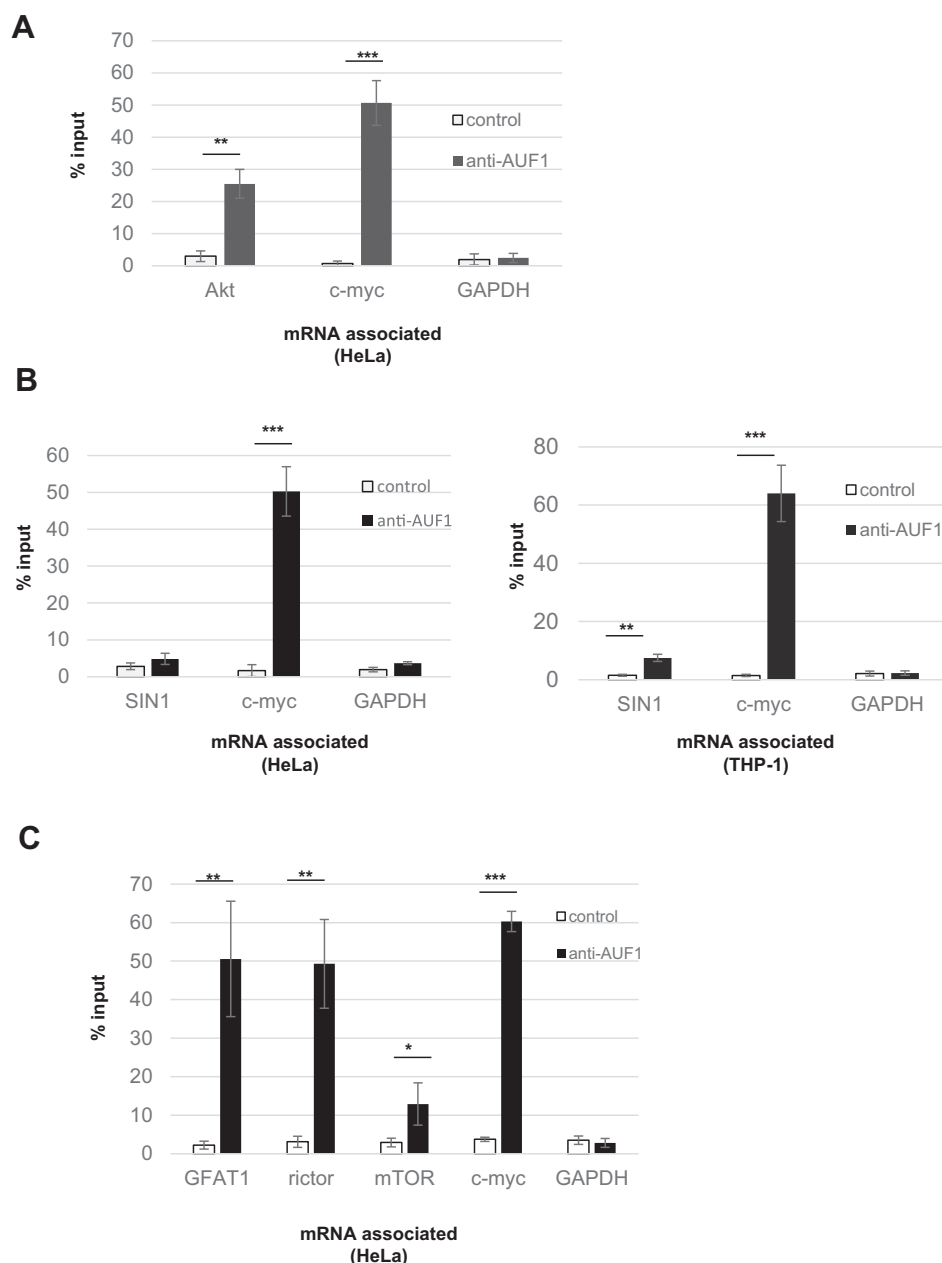 A
70
60
50
40
30
20
10
0
% input
**
***
control
anti-AUF1
Akt c-myc GAPDH
mRNA associated
(HeLa)
B
60
50
40
30
20
10
0
% input
***
control
anti-AUF1
SIN1 c-myc GAPDH
mRNA associated
(HeLa)
80
60
40
20
0
% input
**
***
control
anti-AUF1
SIN1 c-myc GAPDH
mRNA associated
(THP-1)
C
70
60
50
40
30
20
10
0
% input
**
**
*
***
control
anti-AUF1
GFAT1 rictor mTOR c-myc GAPDH
mRNA associated
(HeLa)